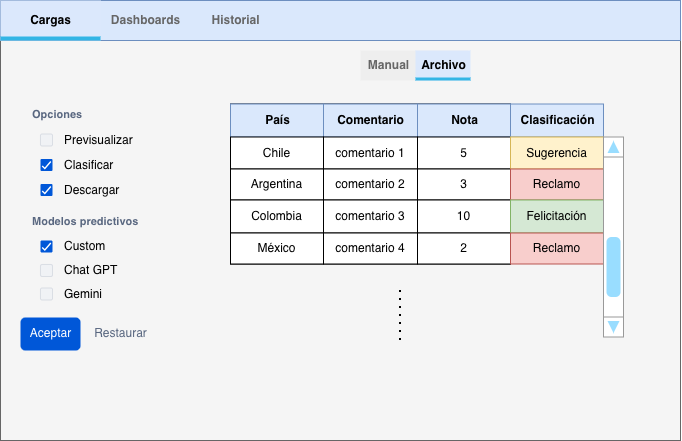 Cargas Dashboards Historial
Manual Archivo
Opciones
Previsualizar
Clasificar
Descargar
Modelos predictivos
Custom
Chat GPT
Gemini
Aceptar Restaurar
País Comentario Nota Clasificación
Chile comentario 1 5 Sugerencia
Argentina comentario 2 3 Reclamo
Colombia comentario 3 10 Felicitación
México comentario 4 2 Reclamo